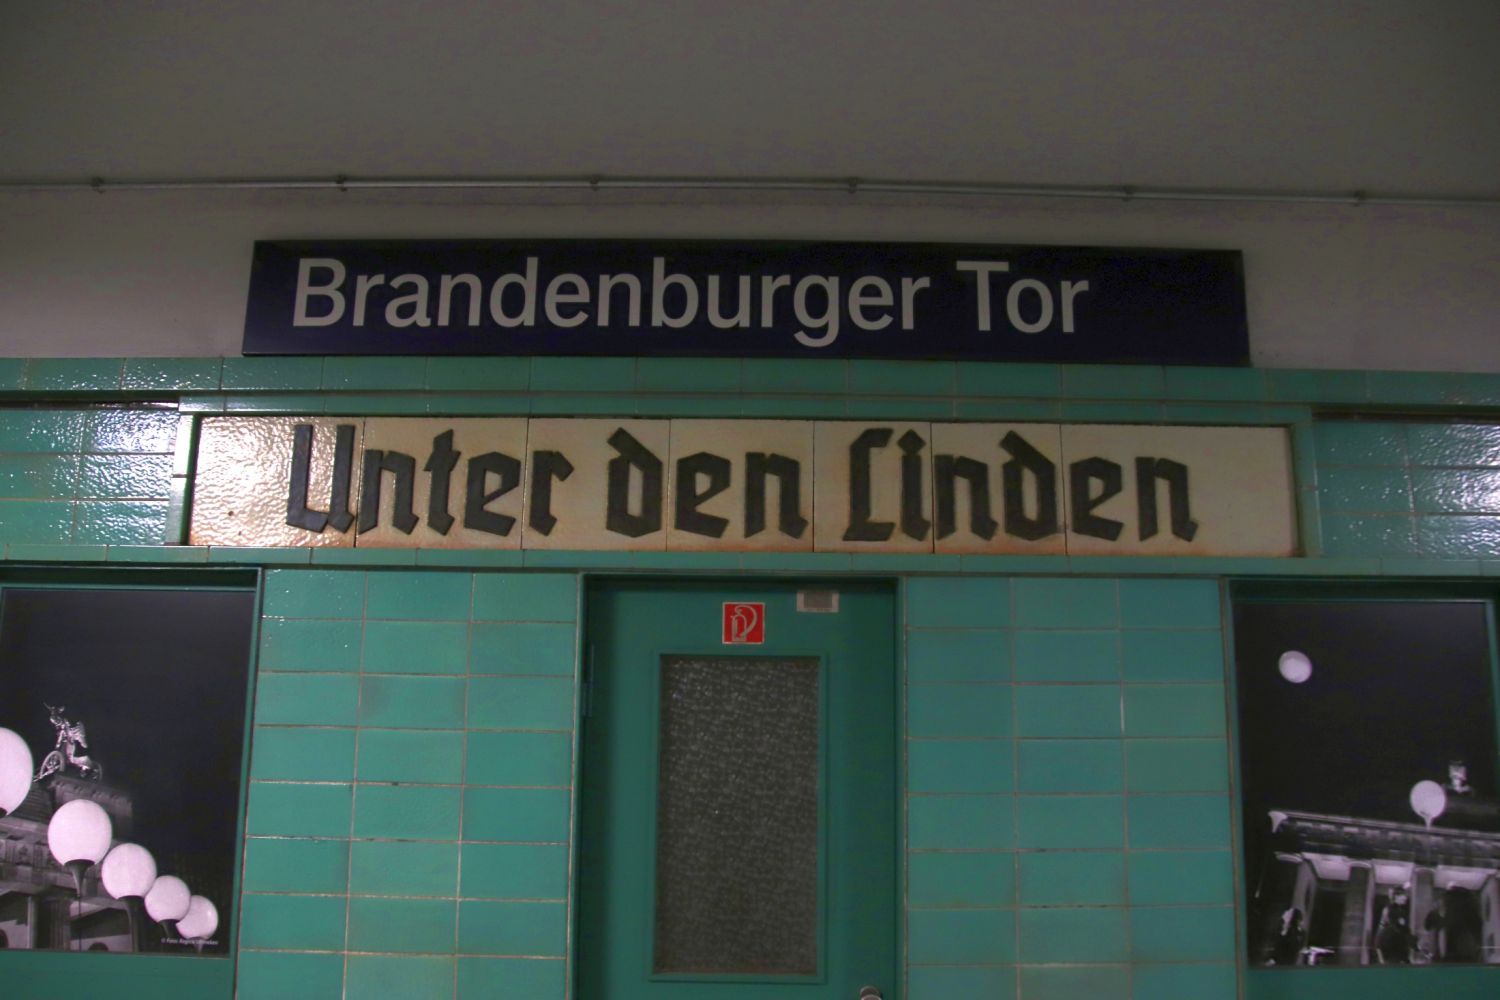 Brandenburger Tor
Unter den Linden